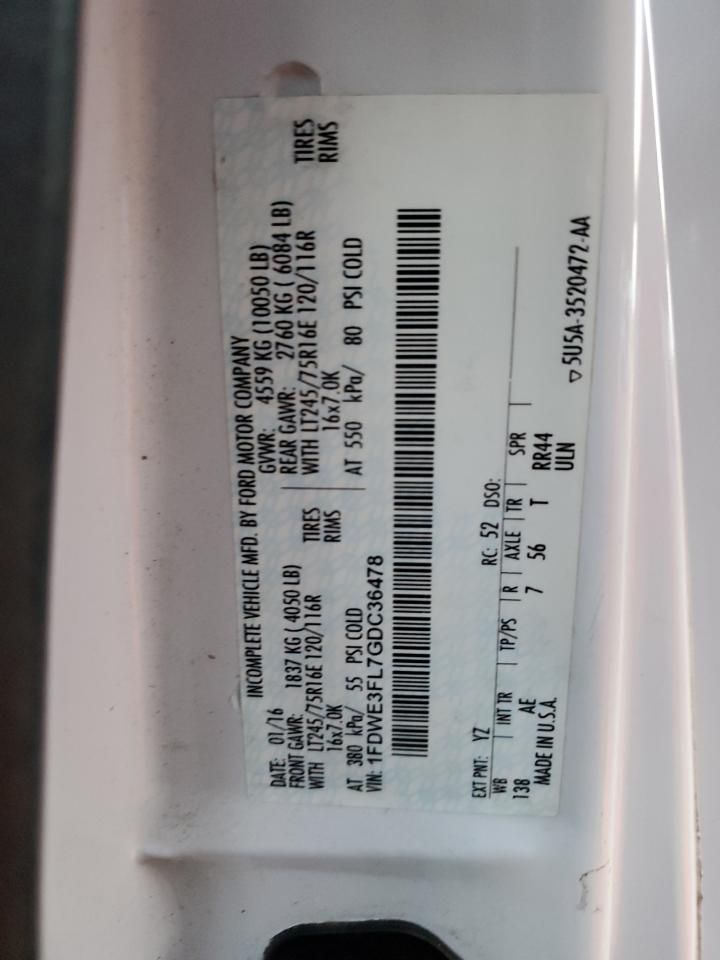 INCOMPLETE VEHICLE MFD. BY FORD MOTOR COMPANY
DATE: 01/16 GVWR: 4559 KG (10050 LB)
FRONT GAWR: 1837 KG ( 4050 LB) REAR GAWR: 2760 KG ( 6084 LB)
WITH LT245/75R16E 120/116R TIRES WITH LT245/75R16E 120/116R TIRES
16x7.0K RIMS 16x7.0K RIMS
AT 380 kPa/ 55 PSI COLD AT 550 kPa/ 80 PSI COLD
VIN: 1FDWE3FL7GDC36478
EXT PNT: YZ RC: 52 DSO:
WB | INT TR | TP/PS | R | AXLE | TR | SPR |
138 AE 7 56 T RR44
MADE IN U.S.A. ULN
▽ 5U5A-3520472-AA